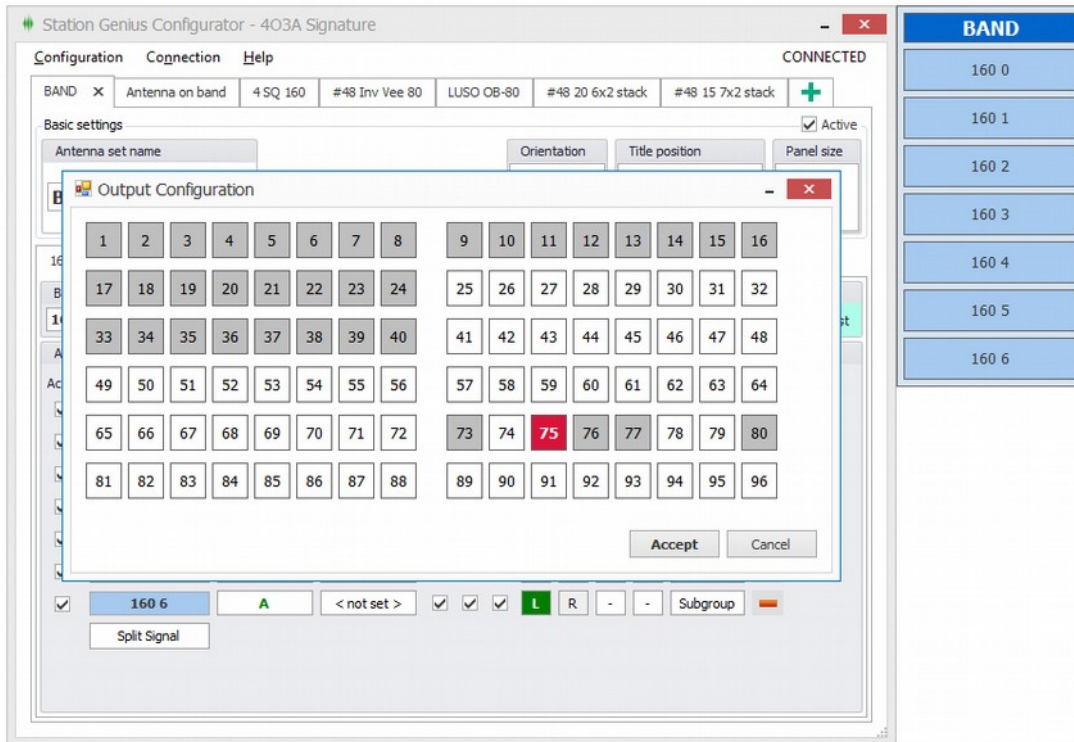 Station Genius Configurator - 4O3A Signature
Configuration Connection Help CONNECTED
BAND Antenna on band 4 SQ 160 #48 Inv Vee 80 LUSO OB-80 #48 20 6x2 stack #48 15 7x2 stack
Basic settings Active
Antenna set name Orientation Title position Panel size
Output Configuration
1 2 3 4 5 6 7 8 9 10 11 12 13 14 15 16
17 18 19 20 21 22 23 24 25 26 27 28 29 30 31 32
33 34 35 36 37 38 39 40 41 42 43 44 45 46 47 48
49 50 51 52 53 54 55 56 57 58 59 60 61 62 63 64
65 66 67 68 69 70 71 72 73 74 75 76 77 78 79 80
81 82 83 84 85 86 87 88 89 90 91 92 93 94 95 96
Accept Cancel
160 6 A < not set > L R - - Subgroup
Split Signal
BAND
160 0
160 1
160 2
160 3
160 4
160 5
160 6